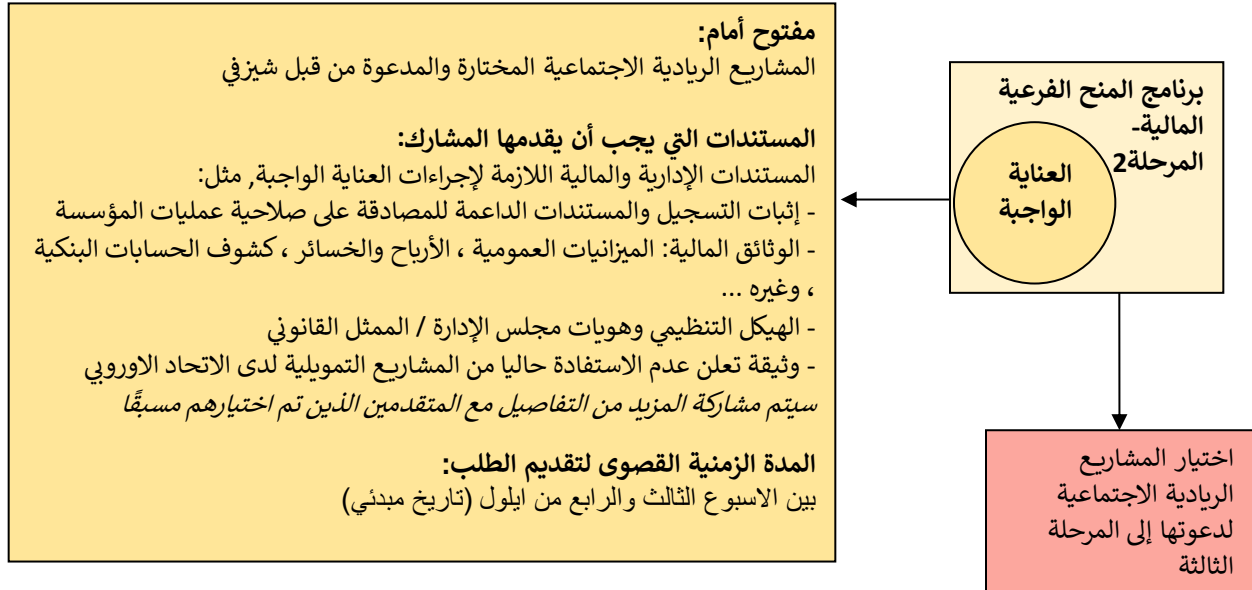 مفتوح أمام:
المشاريع الريادية الاجتماعية المختارة والمدعوة من قبل شيزفي
المستندات التي يجب أن يقدمها المشارك:
المستندات الإدارية والمالية اللازمة لإجراءات العناية الواجبة, مثل:
- إثبات التسجيل والمستندات الداعمة للمصادقة على صلاحية عمليات المؤسسة
- الوثائق المالية: الميزانيات العمومية ، الأرباح والخسائر ، كشوف الحسابات البنكية
، وغيره ...
- الهيكل التنظيمي وهويات مجلس الإدارة / الممثل القانوني
- وثيقة تعلن عدم الاستفادة حاليا من المشاريع التمويلية لدى الاتحاد الاوروبي
سيتم مشاركة المزيد من التفاصيل مع المتقدمين الذين تم اختيارهم مسبقًا
المدة الزمنية القصوى لتقديم الطلب:
بين الاسبوع الثالث والرابع من ايلول (تاريخ مبدئي)
برنامج المنح الفرعية
المالية-
المرحلة2
العناية
الواجبة
اختيار المشاريع
الريادية الاجتماعية
لدعوتها إلى المرحلة
الثالثة